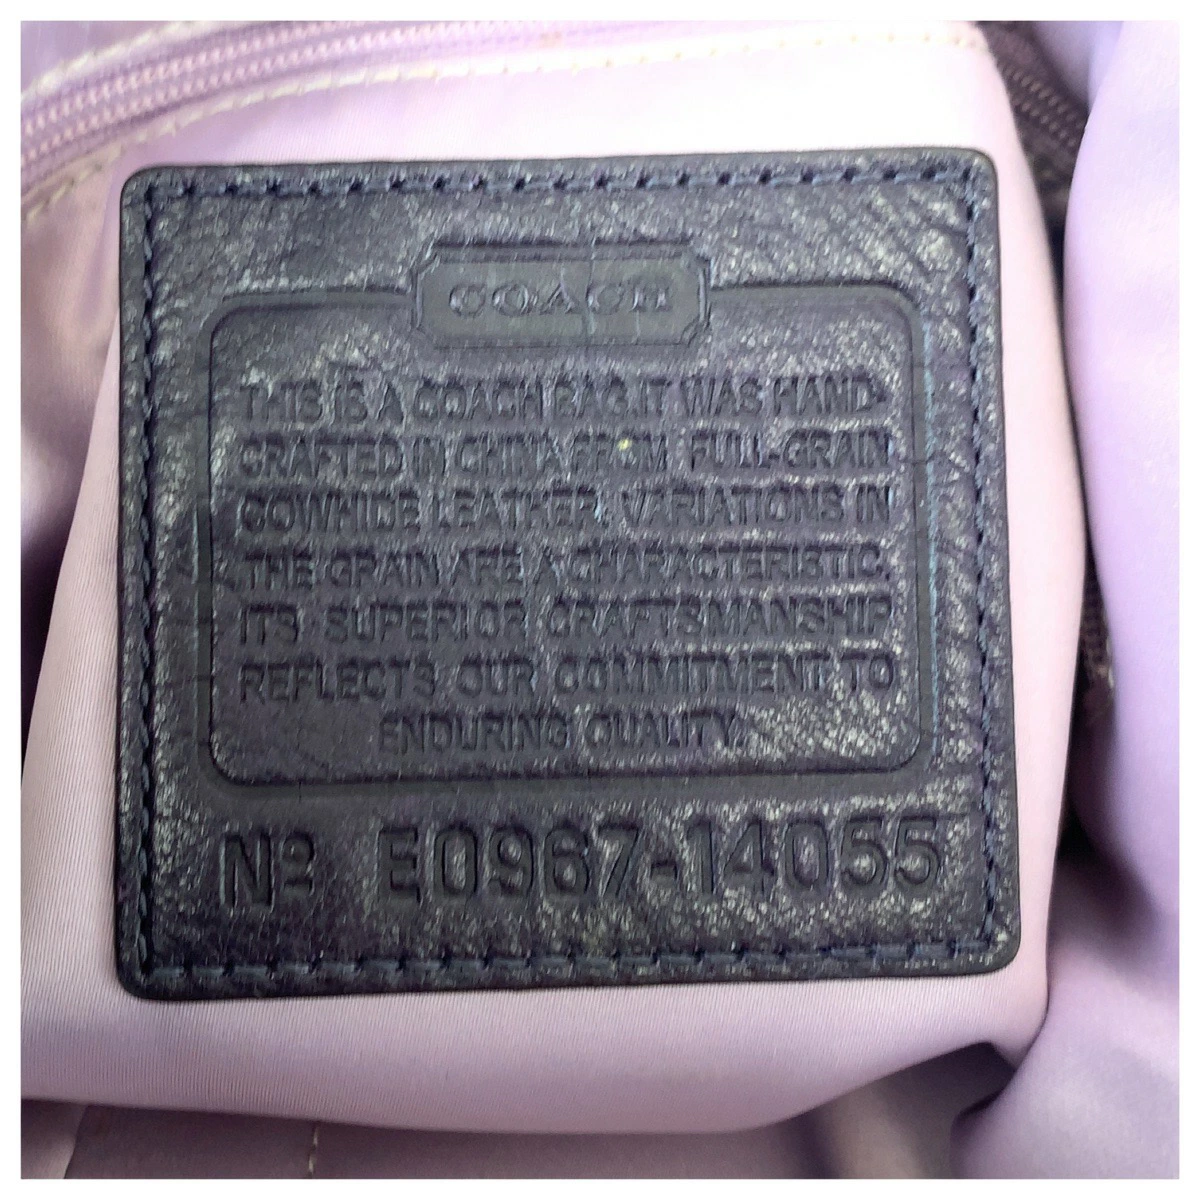 COACH
THIS IS A COACH BAG.IT WAS HAND-
CRAFTED IN CHINA FROM FULL-GRAIN
COWHIDE LEATHER. VARIATIONS IN
THE GRAIN ARE A CHARACTERISTIC.
ITS SUPERIOR CRAFTSMANSHIP
REFLECTS OUR COMMITMENT TO
ENDURING QUALITY.
Nº E0967-14055